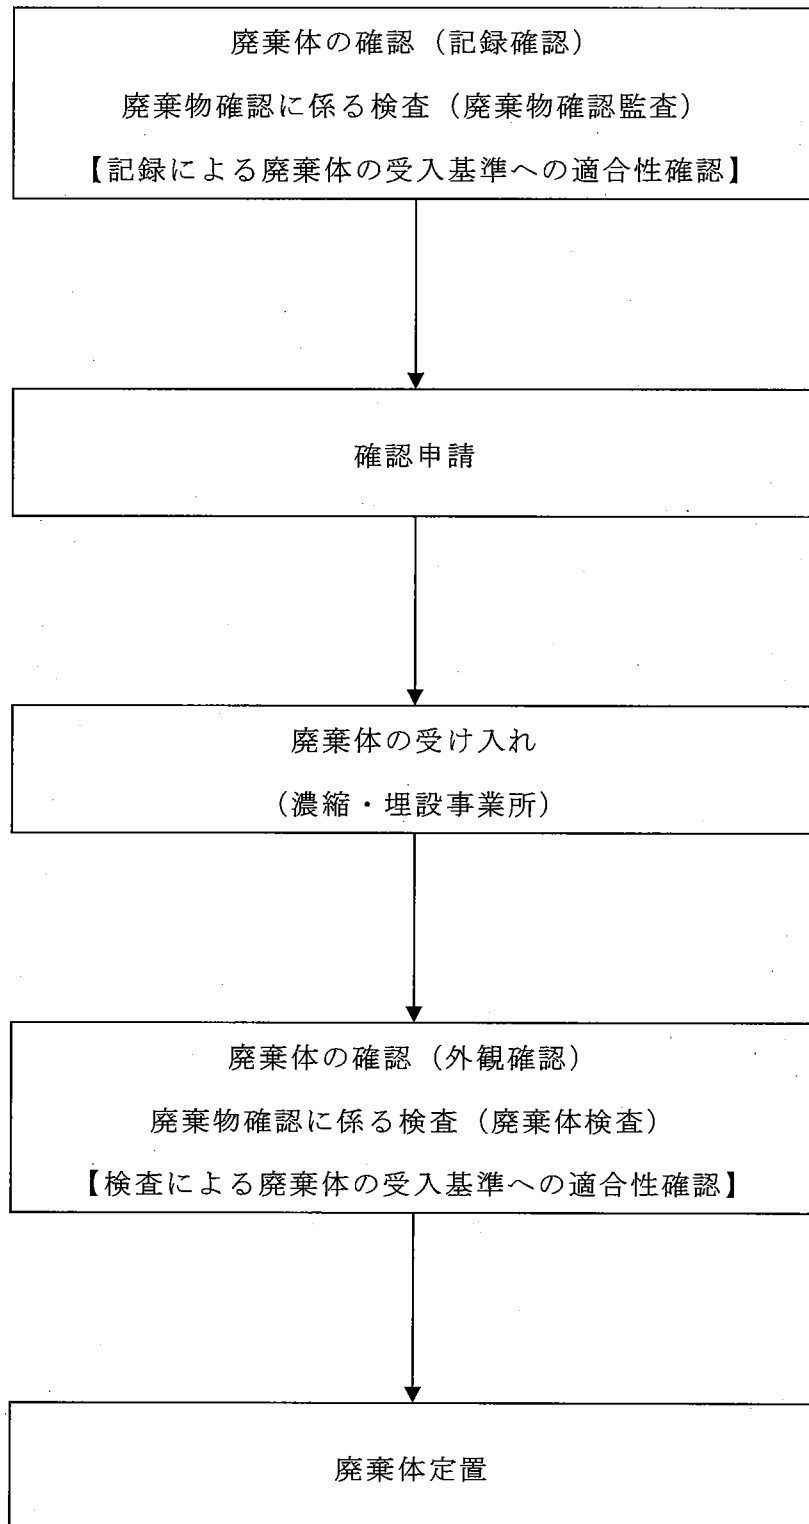 廃棄体の確認（記録確認）
廃棄物確認に係る検査（廃棄物確認監査）
【記録による廃棄体の受入基準への適合性確認】
確認申請
廃棄体の受け入れ
（濃縮・埋設事業所）
廃棄体の確認（外観確認）
廃棄物確認に係る検査（廃棄体検査）
【検査による廃棄体の受入基準への適合性確認】
廃棄体定置